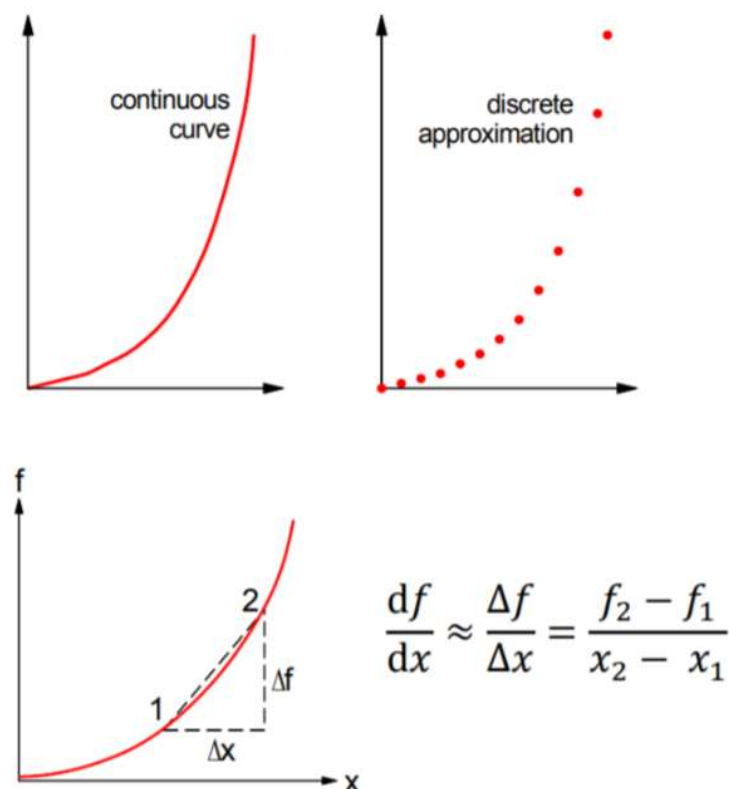 continuous
curve
discrete
approximation
f
2
1
Δf
Δx
x
df/dx ≈ Δf/Δx = (f₂ − f₁)/(x₂ − x₁)